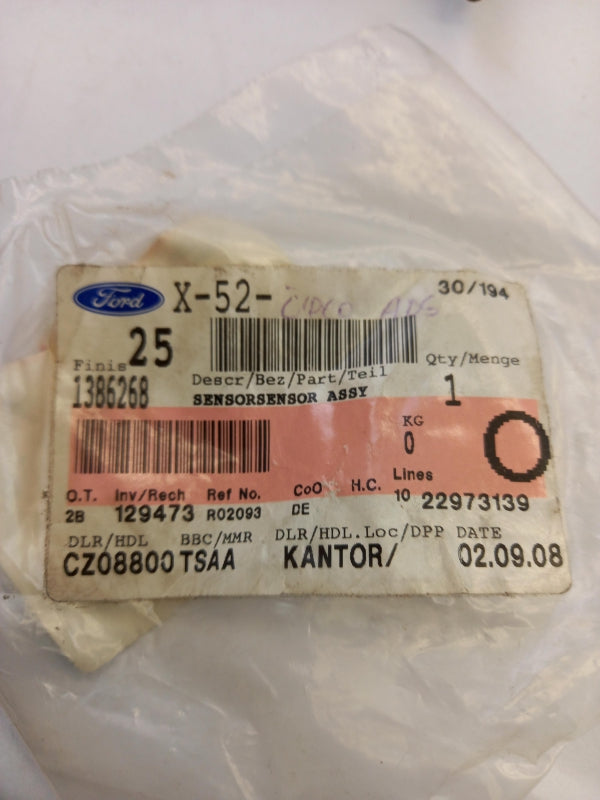 Ford X-52- 30/194
25
Finis Descr/Bez/Part/Teil Qty/Menge
1386268 SENSORSENSOR ASSY 1
KG
0
O.T. Inv/Rech Ref No. CoO H.C. Lines
2B 129473 R02093 DE 10 22973139
DLR/HDL BBC/MMR DLR/HDL.Loc/DPP DATE
CZ08800 TSAA KANTOR/ 02.09.08